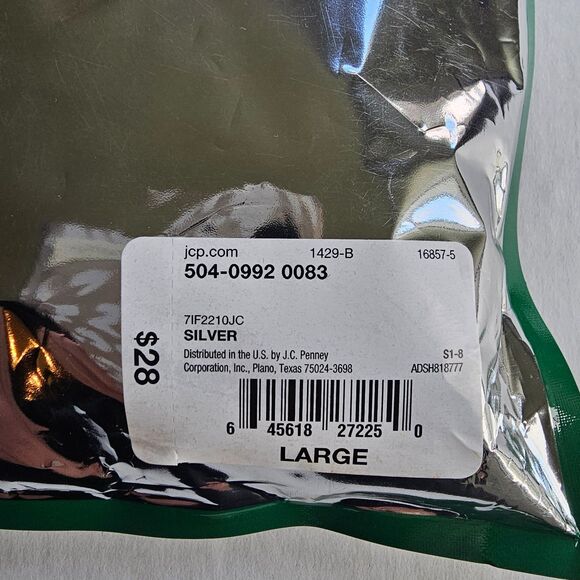 jcp.com 1429-B 16857-5
504-0992 0083
7IF2210JC
SILVER
Distributed in the U.S. by J.C. Penney
Corporation, Inc., Plano, Texas 75024-3698
S1-8
ADSH818777
$28
6 45618 27225 0
LARGE